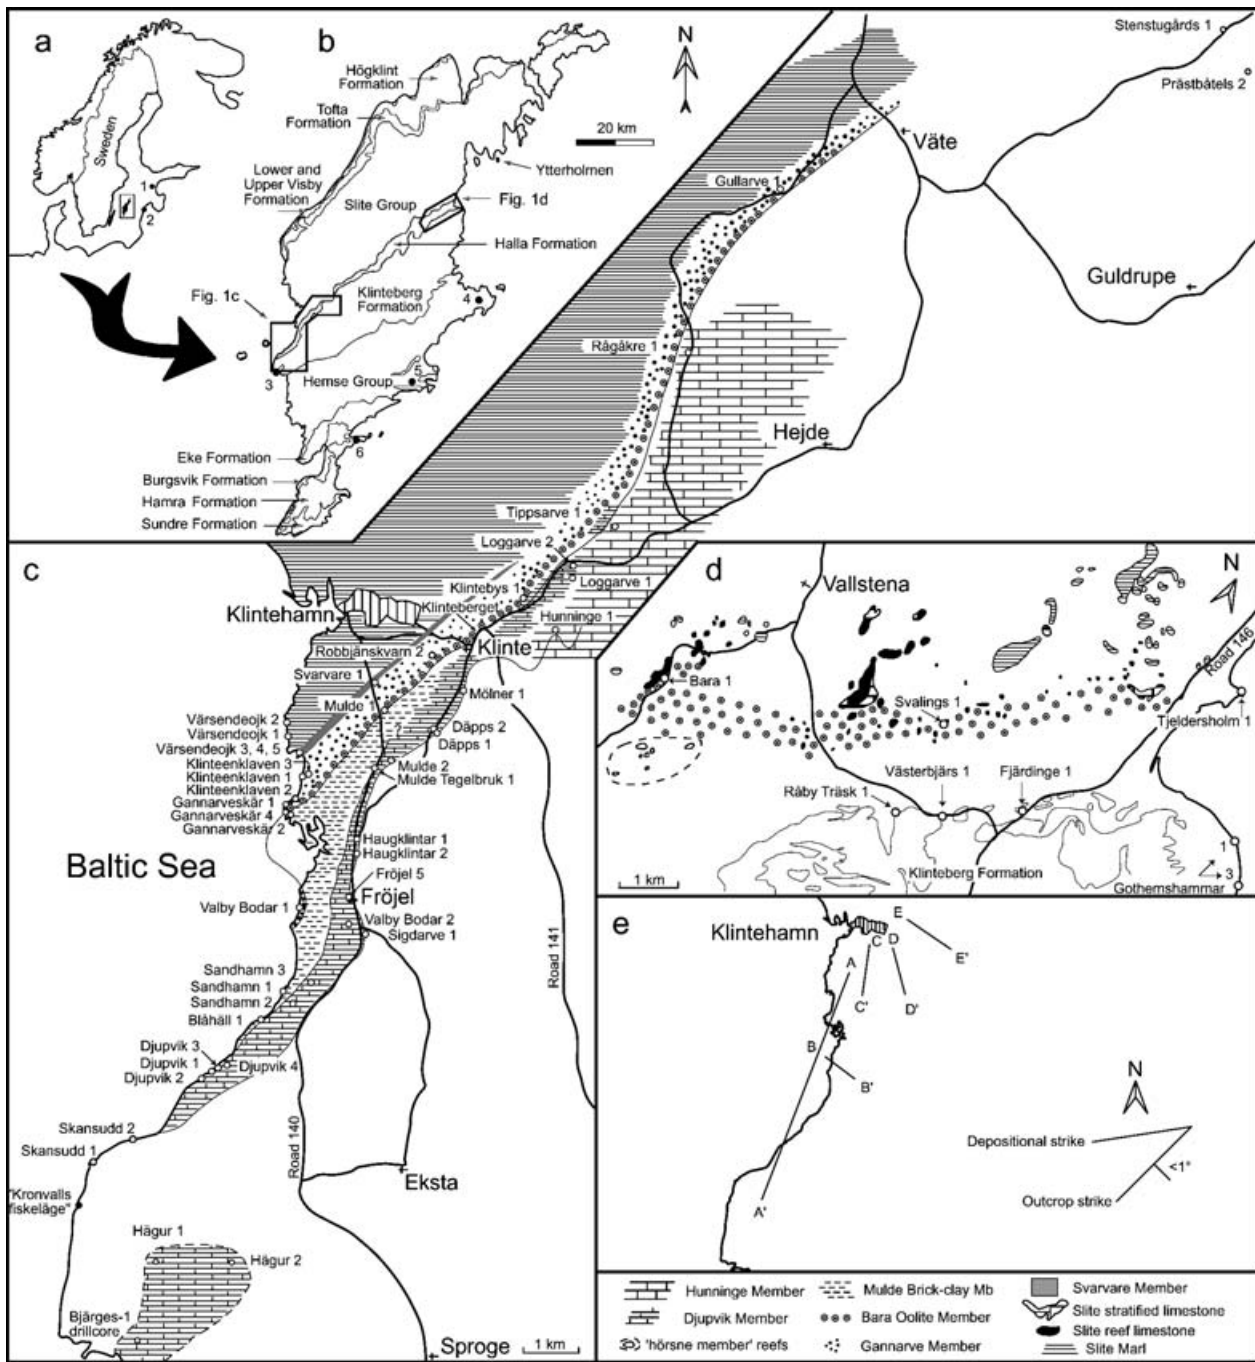 a
b
N
Högklint
Formation
Tofta
Formation
Sweden
1
2
20 km
Ytterholmen
Lower and
Upper Visby
Formation
Slite Group
Fig. 1d
Halla Formation
Fig. 1c
Klinteberg
Formation
4
3
Hemse Group
5
6
Eke Formation
Burgsvik Formation
Hamra Formation
Sundre Formation
Stenstugårds 1
Prästbåtels 2
Väte
Gullarve 1
Guldrupe
Rågåkre 1
Hejde
Tippsarve 1
Loggarve 2
c
Klintebys 1
Loggarve 1
Klinteberget
Klintehamn
Hunninge 1
Robbjänskvarn 2
Klinte
Svarvare 1
Mölner 1
Mulde 1
Värsendeojk 2
Däpps 2
?
Värsendeojk 1
Däpps 1
Värsendeojk 3, 4, 5
Klinteenklaven 3
Mulde 2
Klinteenklaven 1
Mulde Tegelbruk 1
Klinteenklaven 2
Gannarveskär 1
Gannarveskär 4
Gannarveskär 2
Haugklintar 1
Haugklintar 2
Baltic Sea
Fröjel 5
Fröjel
Valby Bodar 1
Valby Bodar 2
Sigdarve 1
Road 141
Sandhamn 3
Sandhamn 1
Sandhamn 2
Blåhäll 1
Djupvik 3
Djupvik 1
Djupvik 4
Djupvik 2
Skansudd 2
Road 140
Skansudd 1
Eksta
"Kronvalls
fiskeläge"
Hägur 1
Hägur 2
Bjärges-1
drillcore
Sproge
1 km
d
Vallstena
N
Road 146
Bara 1
Svalings 1
Tjeldersholm 1
Västerbjärs 1
Fjärdinge 1
Råby Träsk 1
1
3
1 km
Klinteberg Formation
Gothemshammar
e
Klintehamn
E
C
D
A
E'
C'
D'
B
B'
N
Depositional strike
<1°
Outcrop strike
A'
Hunninge Member
Mulde Brick-clay Mb
Svarvare Member
Djupvik Member
Bara Oolite Member
Slite stratified limestone
Slite reef limestone
'hörsne member' reefs
Gannarve Member
Slite Marl